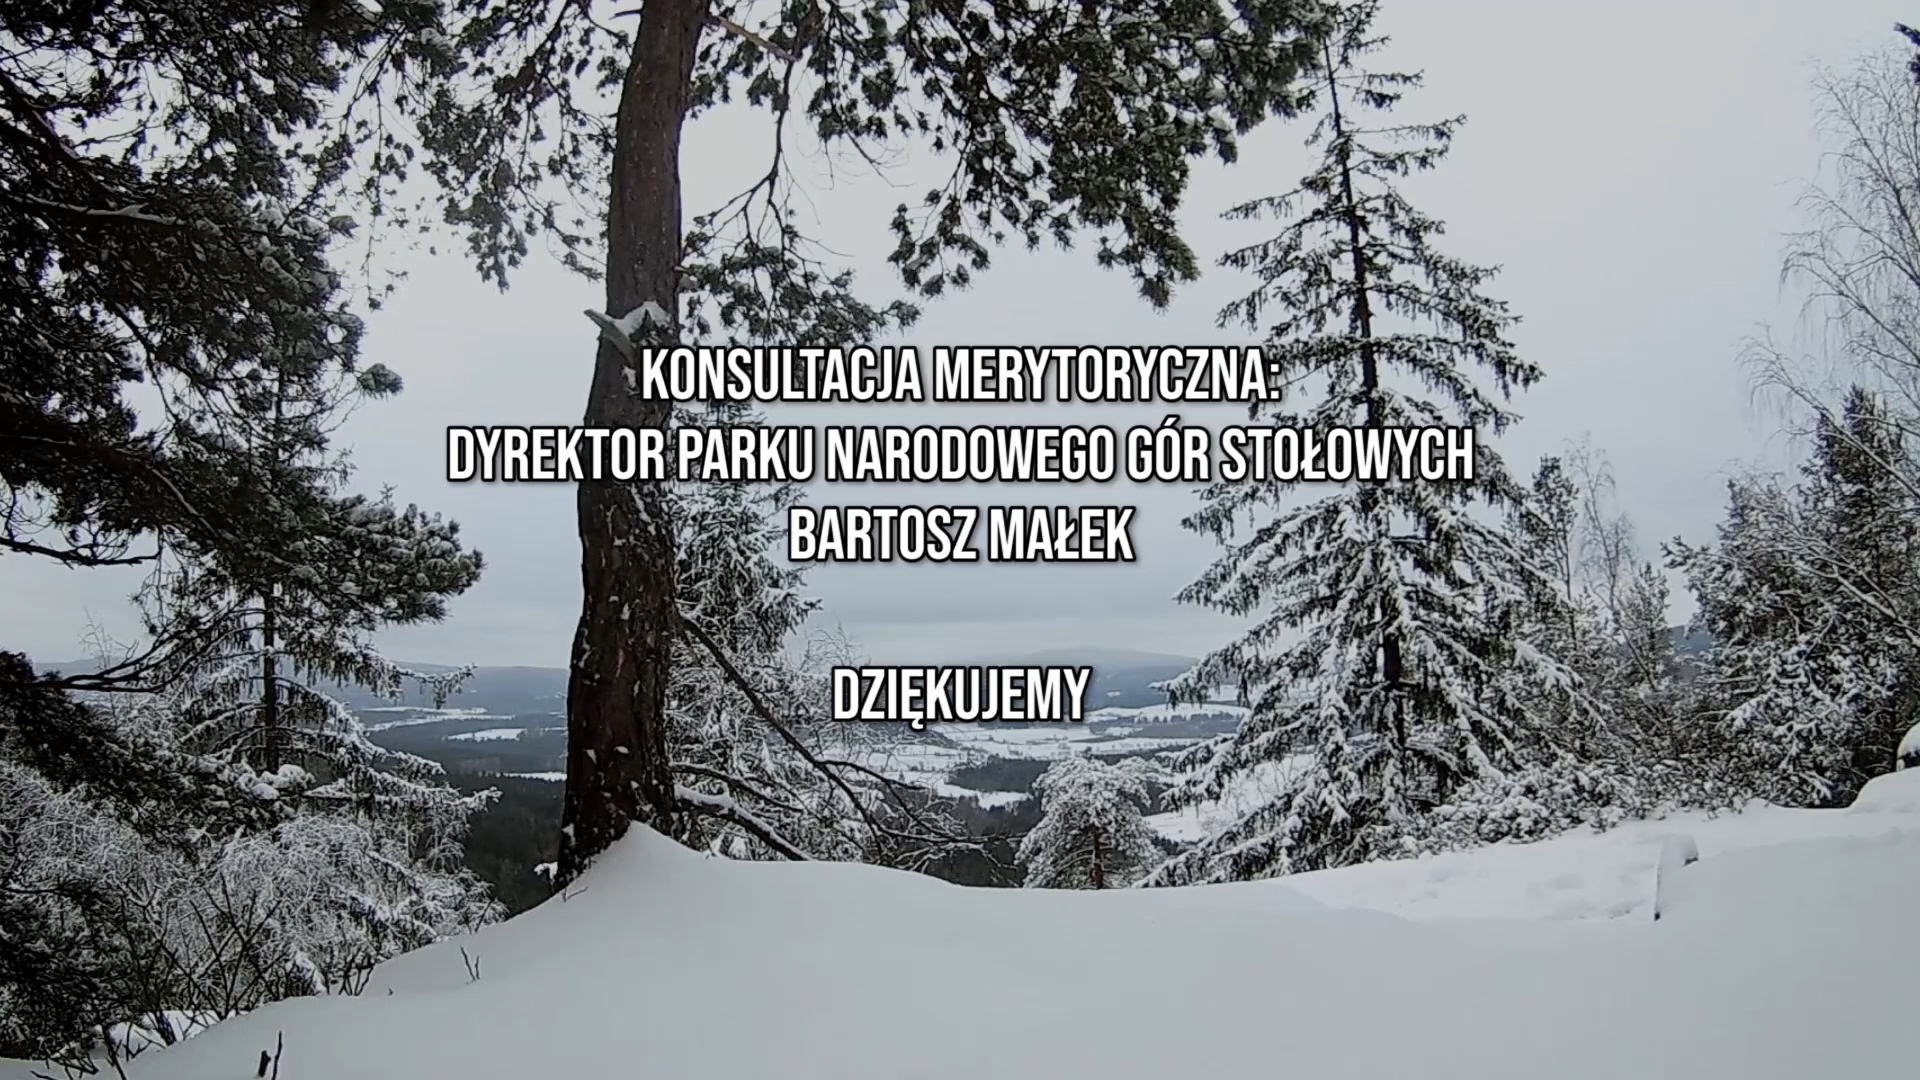 KONSULTACJA MERYTORYCZNA:
DYREKTOR PARKU NARODOWEGO GÓR STOŁOWYCH
BARTOSZ MAŁEK
DZIĘKUJEMY